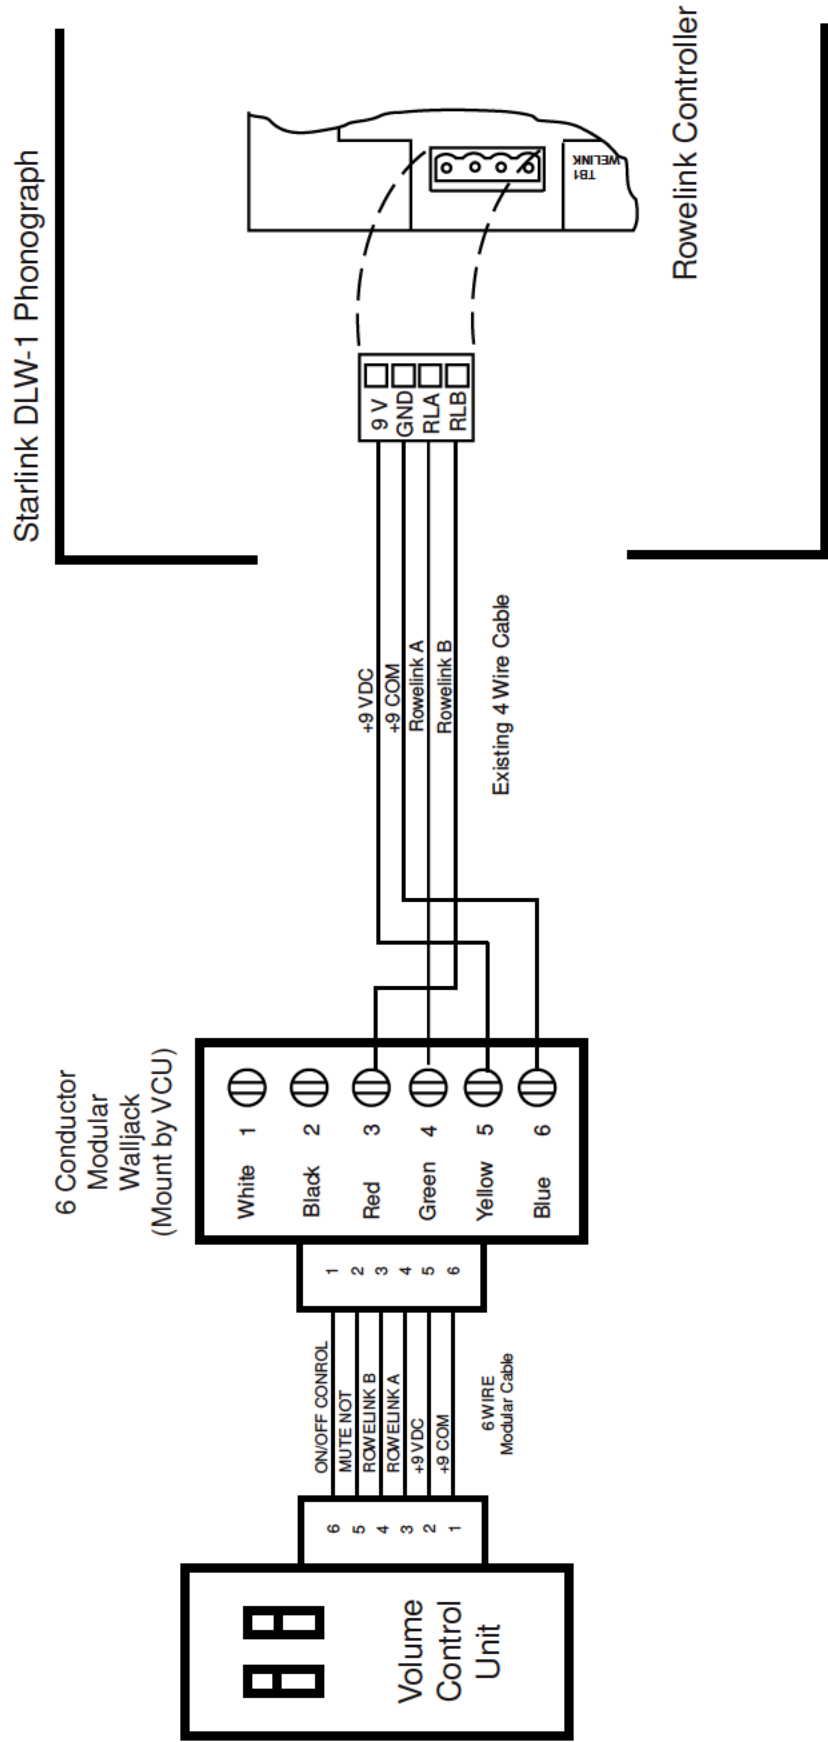 Starlink DLW-1 Phonograph
Rowelink Controller
TB1
WELINK
9 V
GND
RLA
RLB
+9 VDC
+9 COM
Rowelink A
Rowelink B
Existing 4 Wire Cable
6 Conductor
Modular
Walljack
(Mount by VCU)
White 1
Black 2
Red 3
Green 4
Yellow 5
Blue 6
1
2
3
4
5
6
ON/OFF CONROL
MUTE NOT
ROWELINK B
ROWELINK A
+9 VDC
+9 COM
6 WIRE
Modular Cable
6
5
4
3
2
1
Volume
Control
Unit